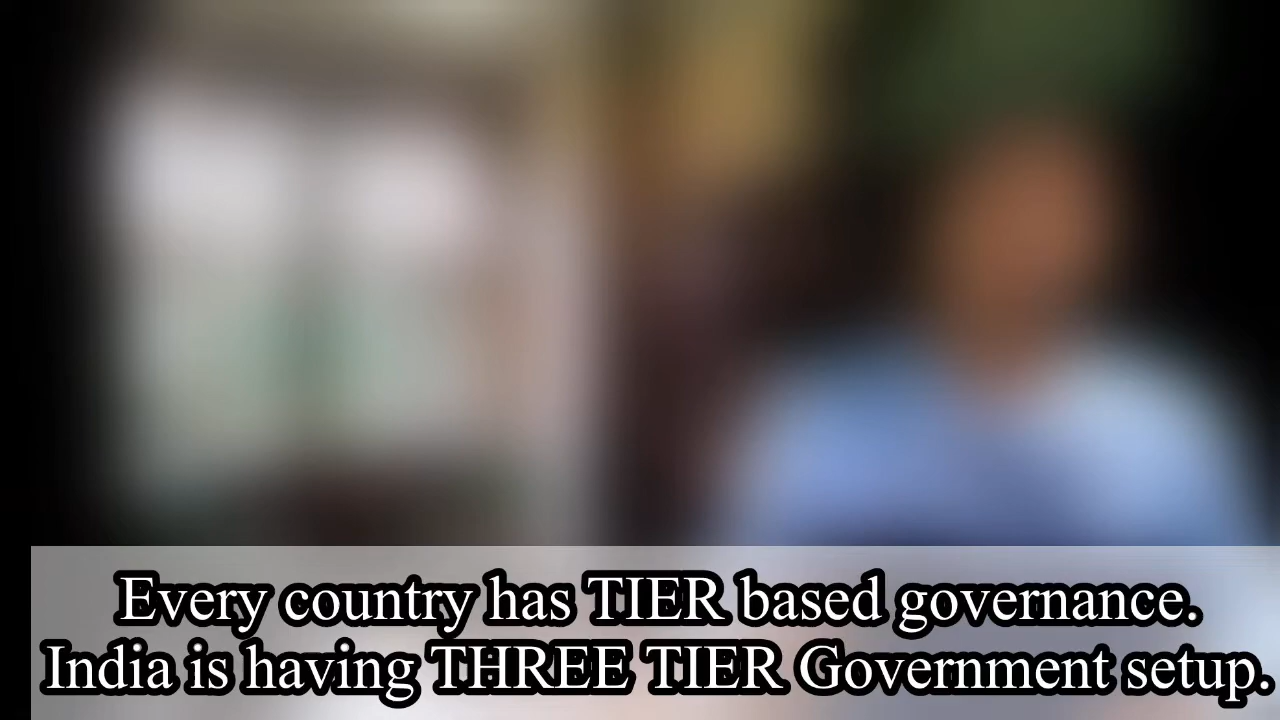 Every country has TIER based governance.
India is having THREE TIER Government setup.